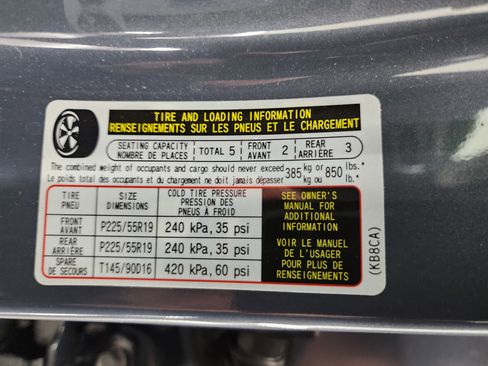 TIRE AND LOADING INFORMATION
RENSEIGNEMENTS SUR LES PNEUS ET LE CHARGEMENT
SEATING CAPACITY
NOMBRE DE PLACES
TOTAL 5
FRONT
AVANT 2
REAR
ARRIÈRE 3
The combined weight of occupants and cargo should never exceed 385 kg or 850 lbs.*
Le poids total des occupants et du chargement ne doit jamais dépasser 385 kg ou 850 lb.*
TIRE
PNEU
SIZE
DIMENSIONS
COLD TIRE PRESSURE
PRESSION DES
PNEUS À FROID
FRONT
AVANT
P225/55R19
240 kPa, 35 psi
REAR
ARRIÈRE
P225/55R19
240 kPa, 35 psi
SPARE
DE SECOURS
T145/90D16
420 kPa, 60 psi
SEE OWNER'S
MANUAL FOR
ADDITIONAL
INFORMATION
VOIR LE MANUEL
DE L'USAGER
POUR PLUS DE
RENSEIGNEMENTS
(KB8CA)